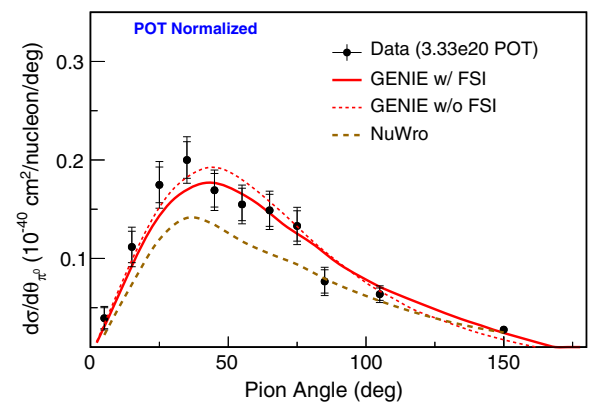 POT Normalized
Data (3.33e20 POT)
GENIE w/ FSI
GENIE w/o FSI
NuWro
0.3
0.2
0.1
dσ/dθ_π⁰ (10⁻⁴⁰ cm²/nucleon/deg)
0 50 100 150
Pion Angle (deg)